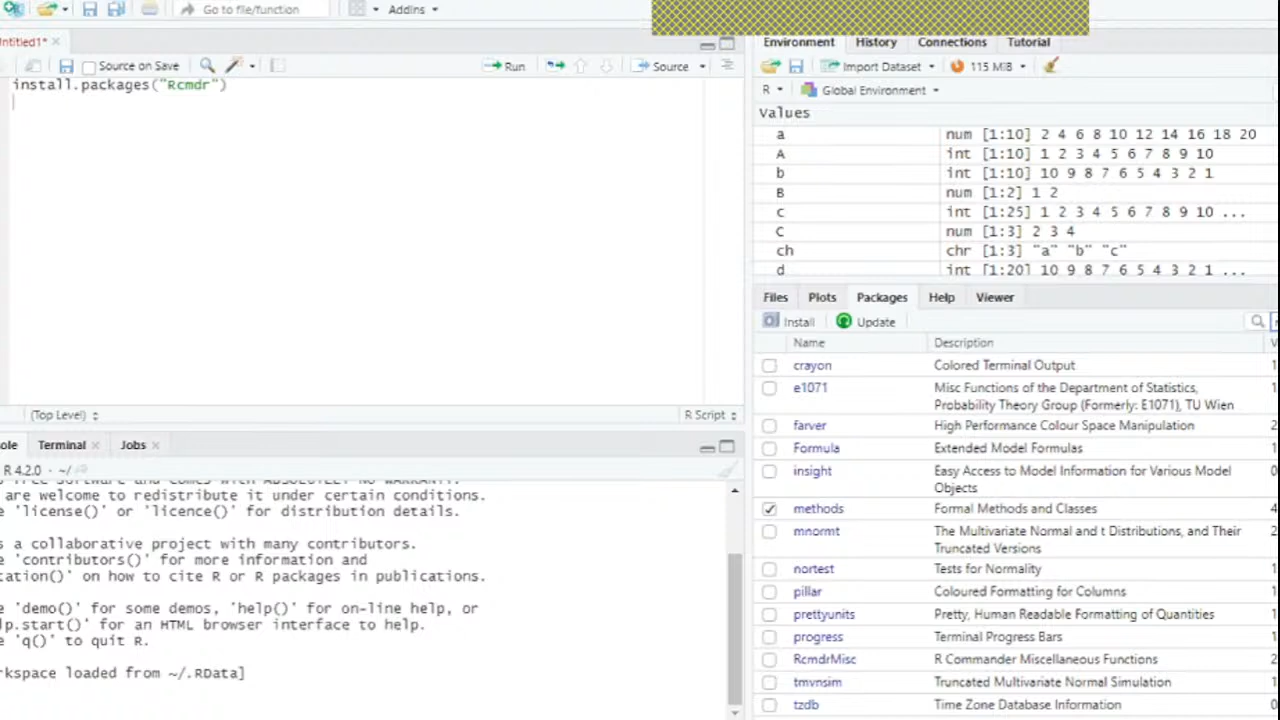 Go to file/function
Addins
Untitled1*
Source on Save
Run
Source
install.packages("Rcmdr")
(Top Level)
R Script
Terminal
Jobs
R 4.2.0 · ~/
are welcome to redistribute it under certain conditions.
'license()' or 'licence()' for distribution details.
a collaborative project with many contributors.
'contributors()' for more information and
on how to cite R or R packages in publications.
'demo()' for some demos, 'help()' for on-line help, or
for an HTML browser interface to help.
'q()' to quit R.
loaded from ~/.RData]
Environment
History
Connections
Tutorial
Import Dataset
115 MiB
R
Global Environment
Values
a num [1:10] 2 4 6 8 10 12 14 16 18 20
A int [1:10] 1 2 3 4 5 6 7 8 9 10
b int [1:10] 10 9 8 7 6 5 4 3 2 1
B num [1:2] 1 2
c int [1:25] 1 2 3 4 5 6 7 8 9 10 ...
C num [1:3] 2 3 4
ch chr [1:3] "a" "b" "c"
d int [1:20] 10 9 8 7 6 5 4 3 2 1 ...
Files
Plots
Packages
Help
Viewer
Install
Update
Name Description
crayon Colored Terminal Output
e1071 Misc Functions of the Department of Statistics,
Probability Theory Group (Formerly: E1071), TU Wien
farver High Performance Colour Space Manipulation
Formula Extended Model Formulas
insight Easy Access to Model Information for Various Model
Objects
methods Formal Methods and Classes
mnormt The Multivariate Normal and t Distributions, and Their
Truncated Versions
nortest Tests for Normality
pillar Coloured Formatting for Columns
prettyunits Pretty, Human Readable Formatting of Quantities
progress Terminal Progress Bars
RcmdrMisc R Commander Miscellaneous Functions
tmvnsim Truncated Multivariate Normal Simulation
tzdb Time Zone Database Information